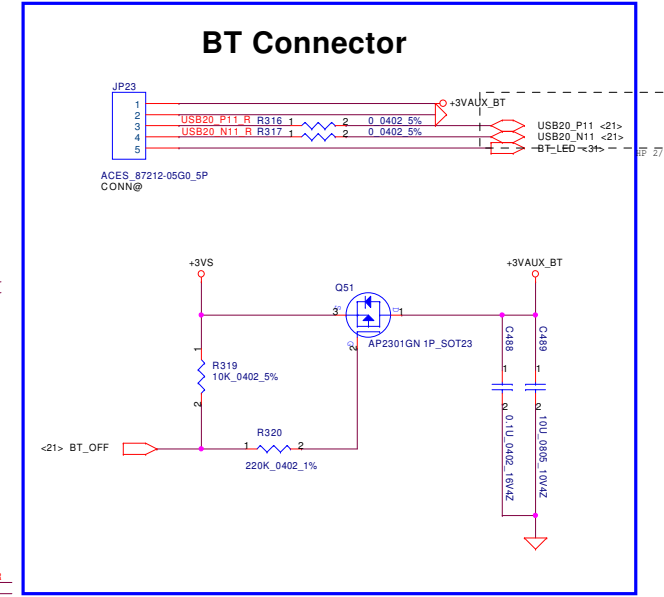 BT Connector
JP23
1
2
3
4
5
+3VAUX_BT
USB20_P11_R R316 1 2 0_0402_5% USB20_P11 <21>
USB20_N11_R R317 1 2 0_0402_5% USB20_N11 <21>
BT_LED <31>
HP 2/
ACES_87212-05G0_5P
CONN@
+3VS
+3VAUX_BT
Q51
3
1
2
S
D
G
AP2301GN 1P_SOT23
1
R319
10K_0402_5%
2
C488
1
2
0.1U_0402_16V4Z
C489
1
2
10U_0805_10V4Z
<21> BT_OFF
R320
1 2
220K_0402_1%